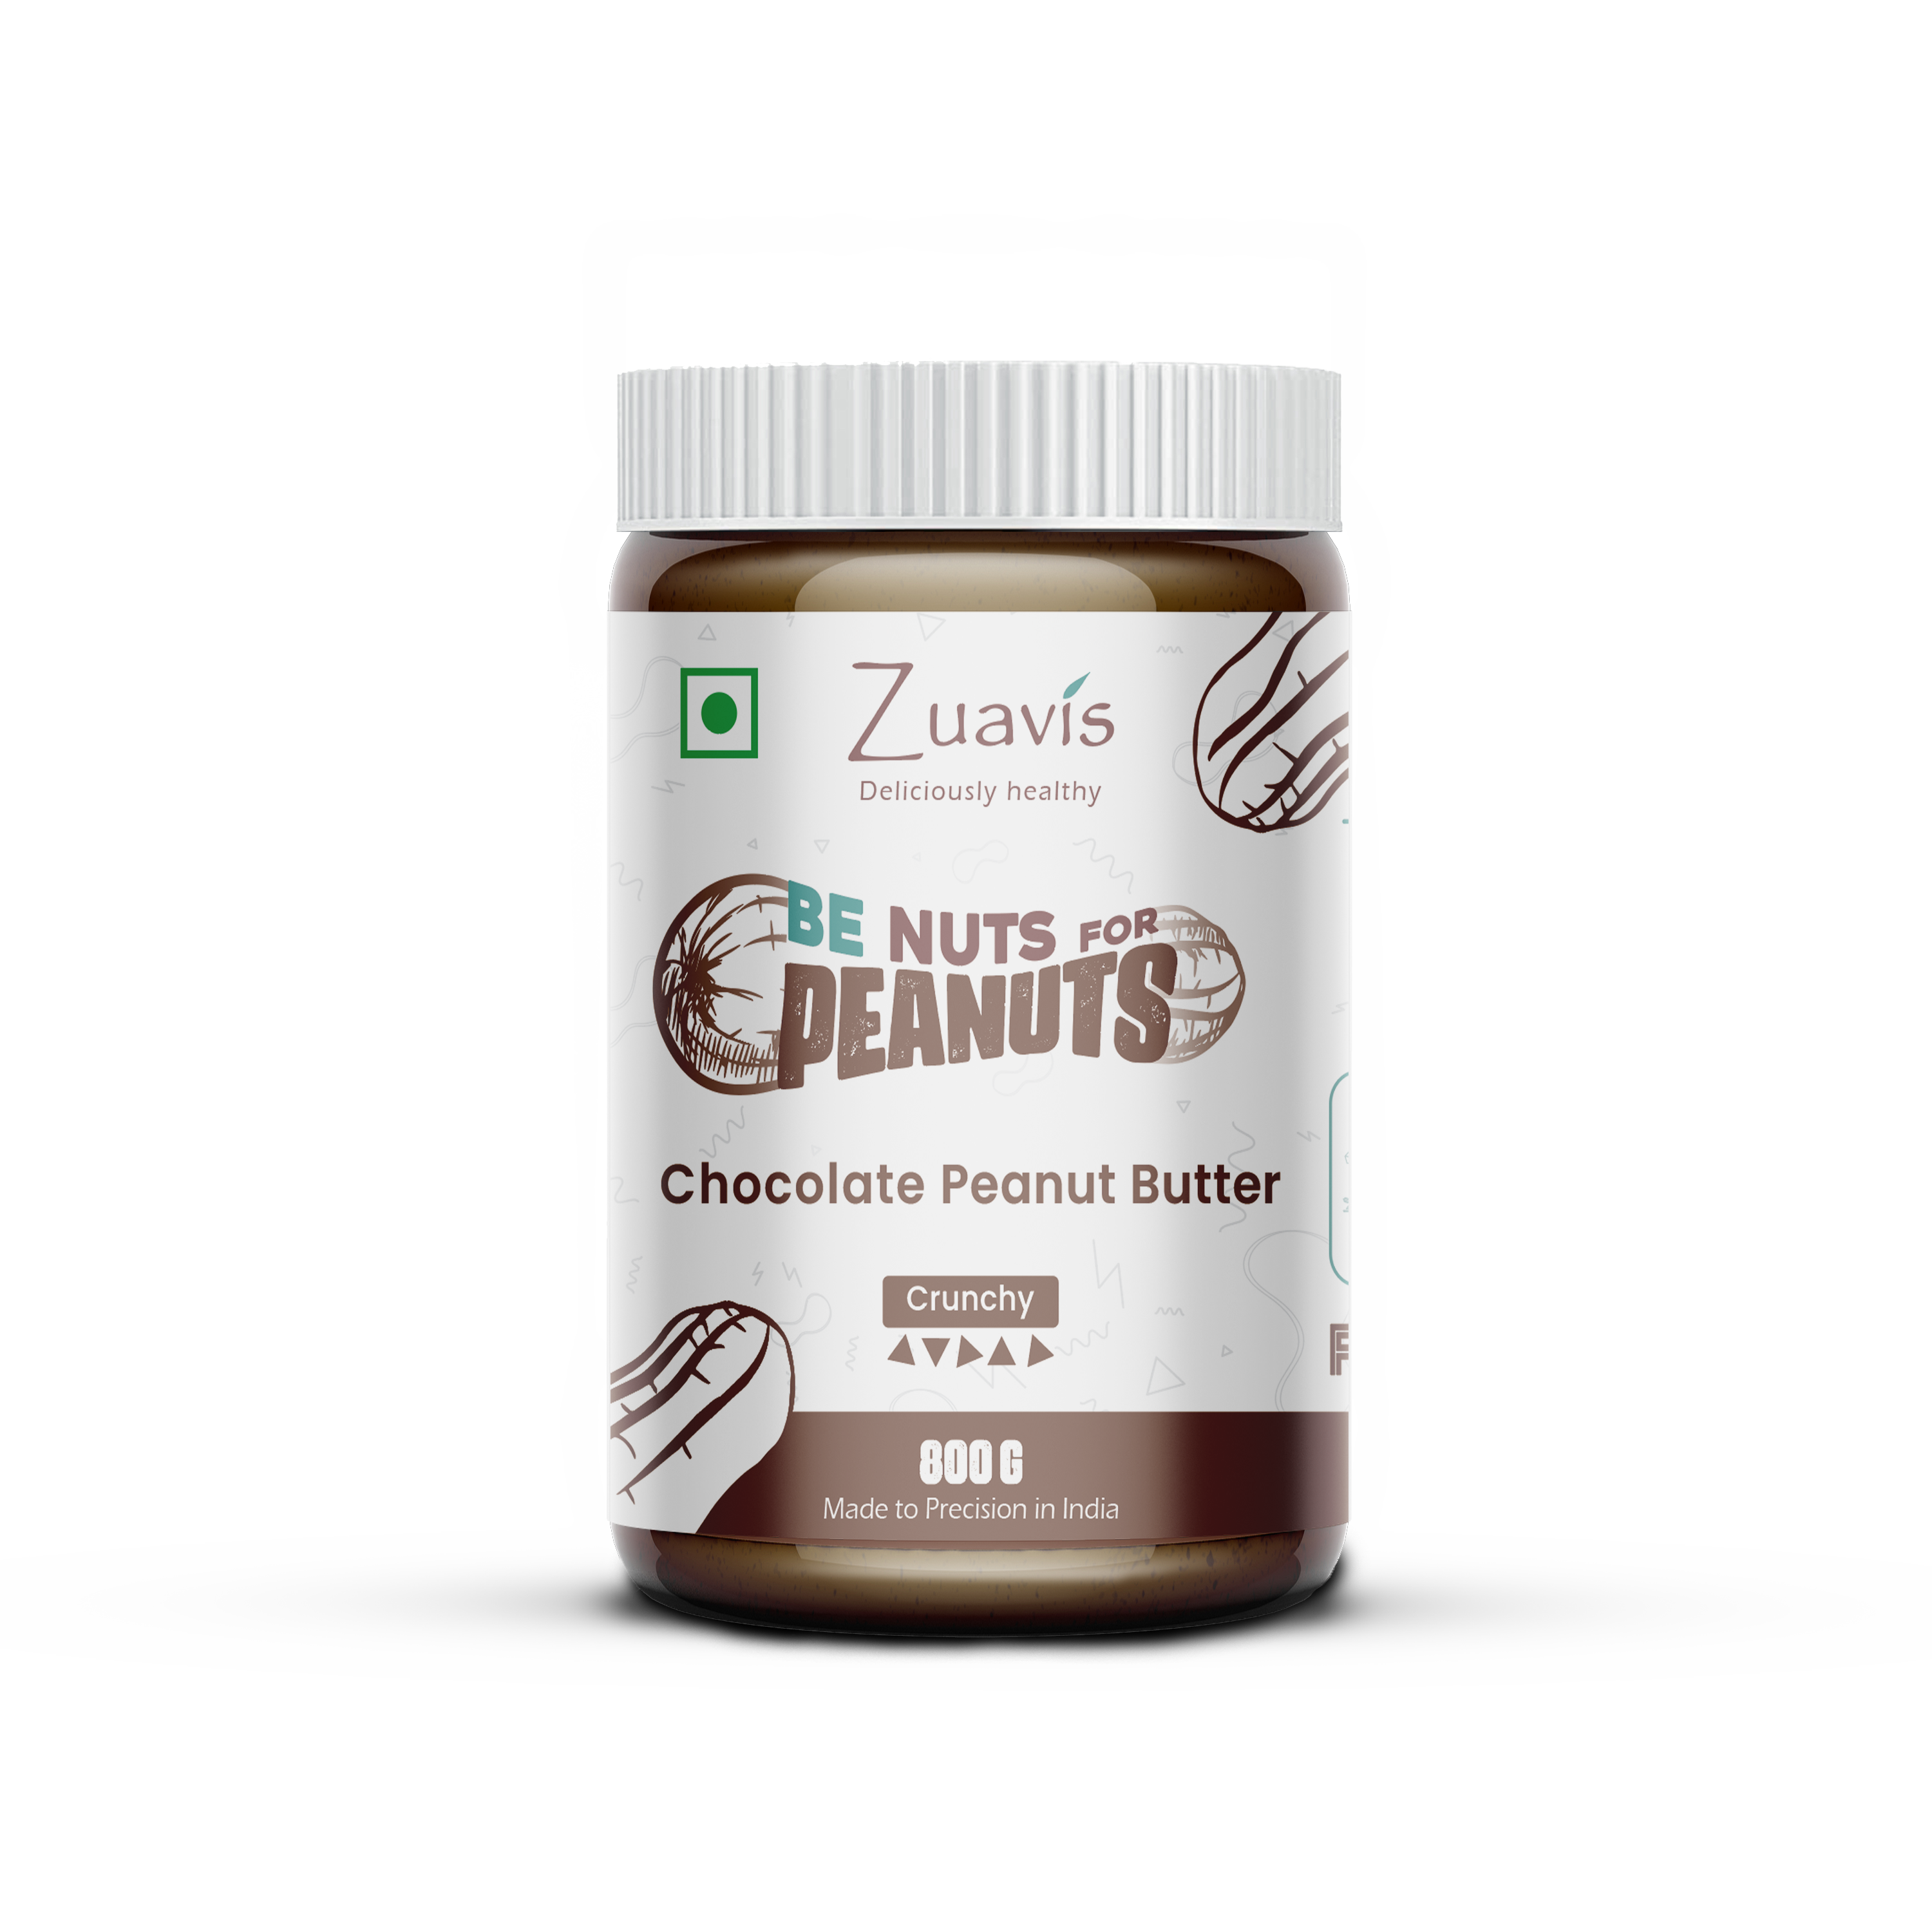 Zuavis
Deliciously healthy
BE NUTS FOR
PEANUTS
Chocolate Peanut Butter
Crunchy
800 G
Made to Precision in India